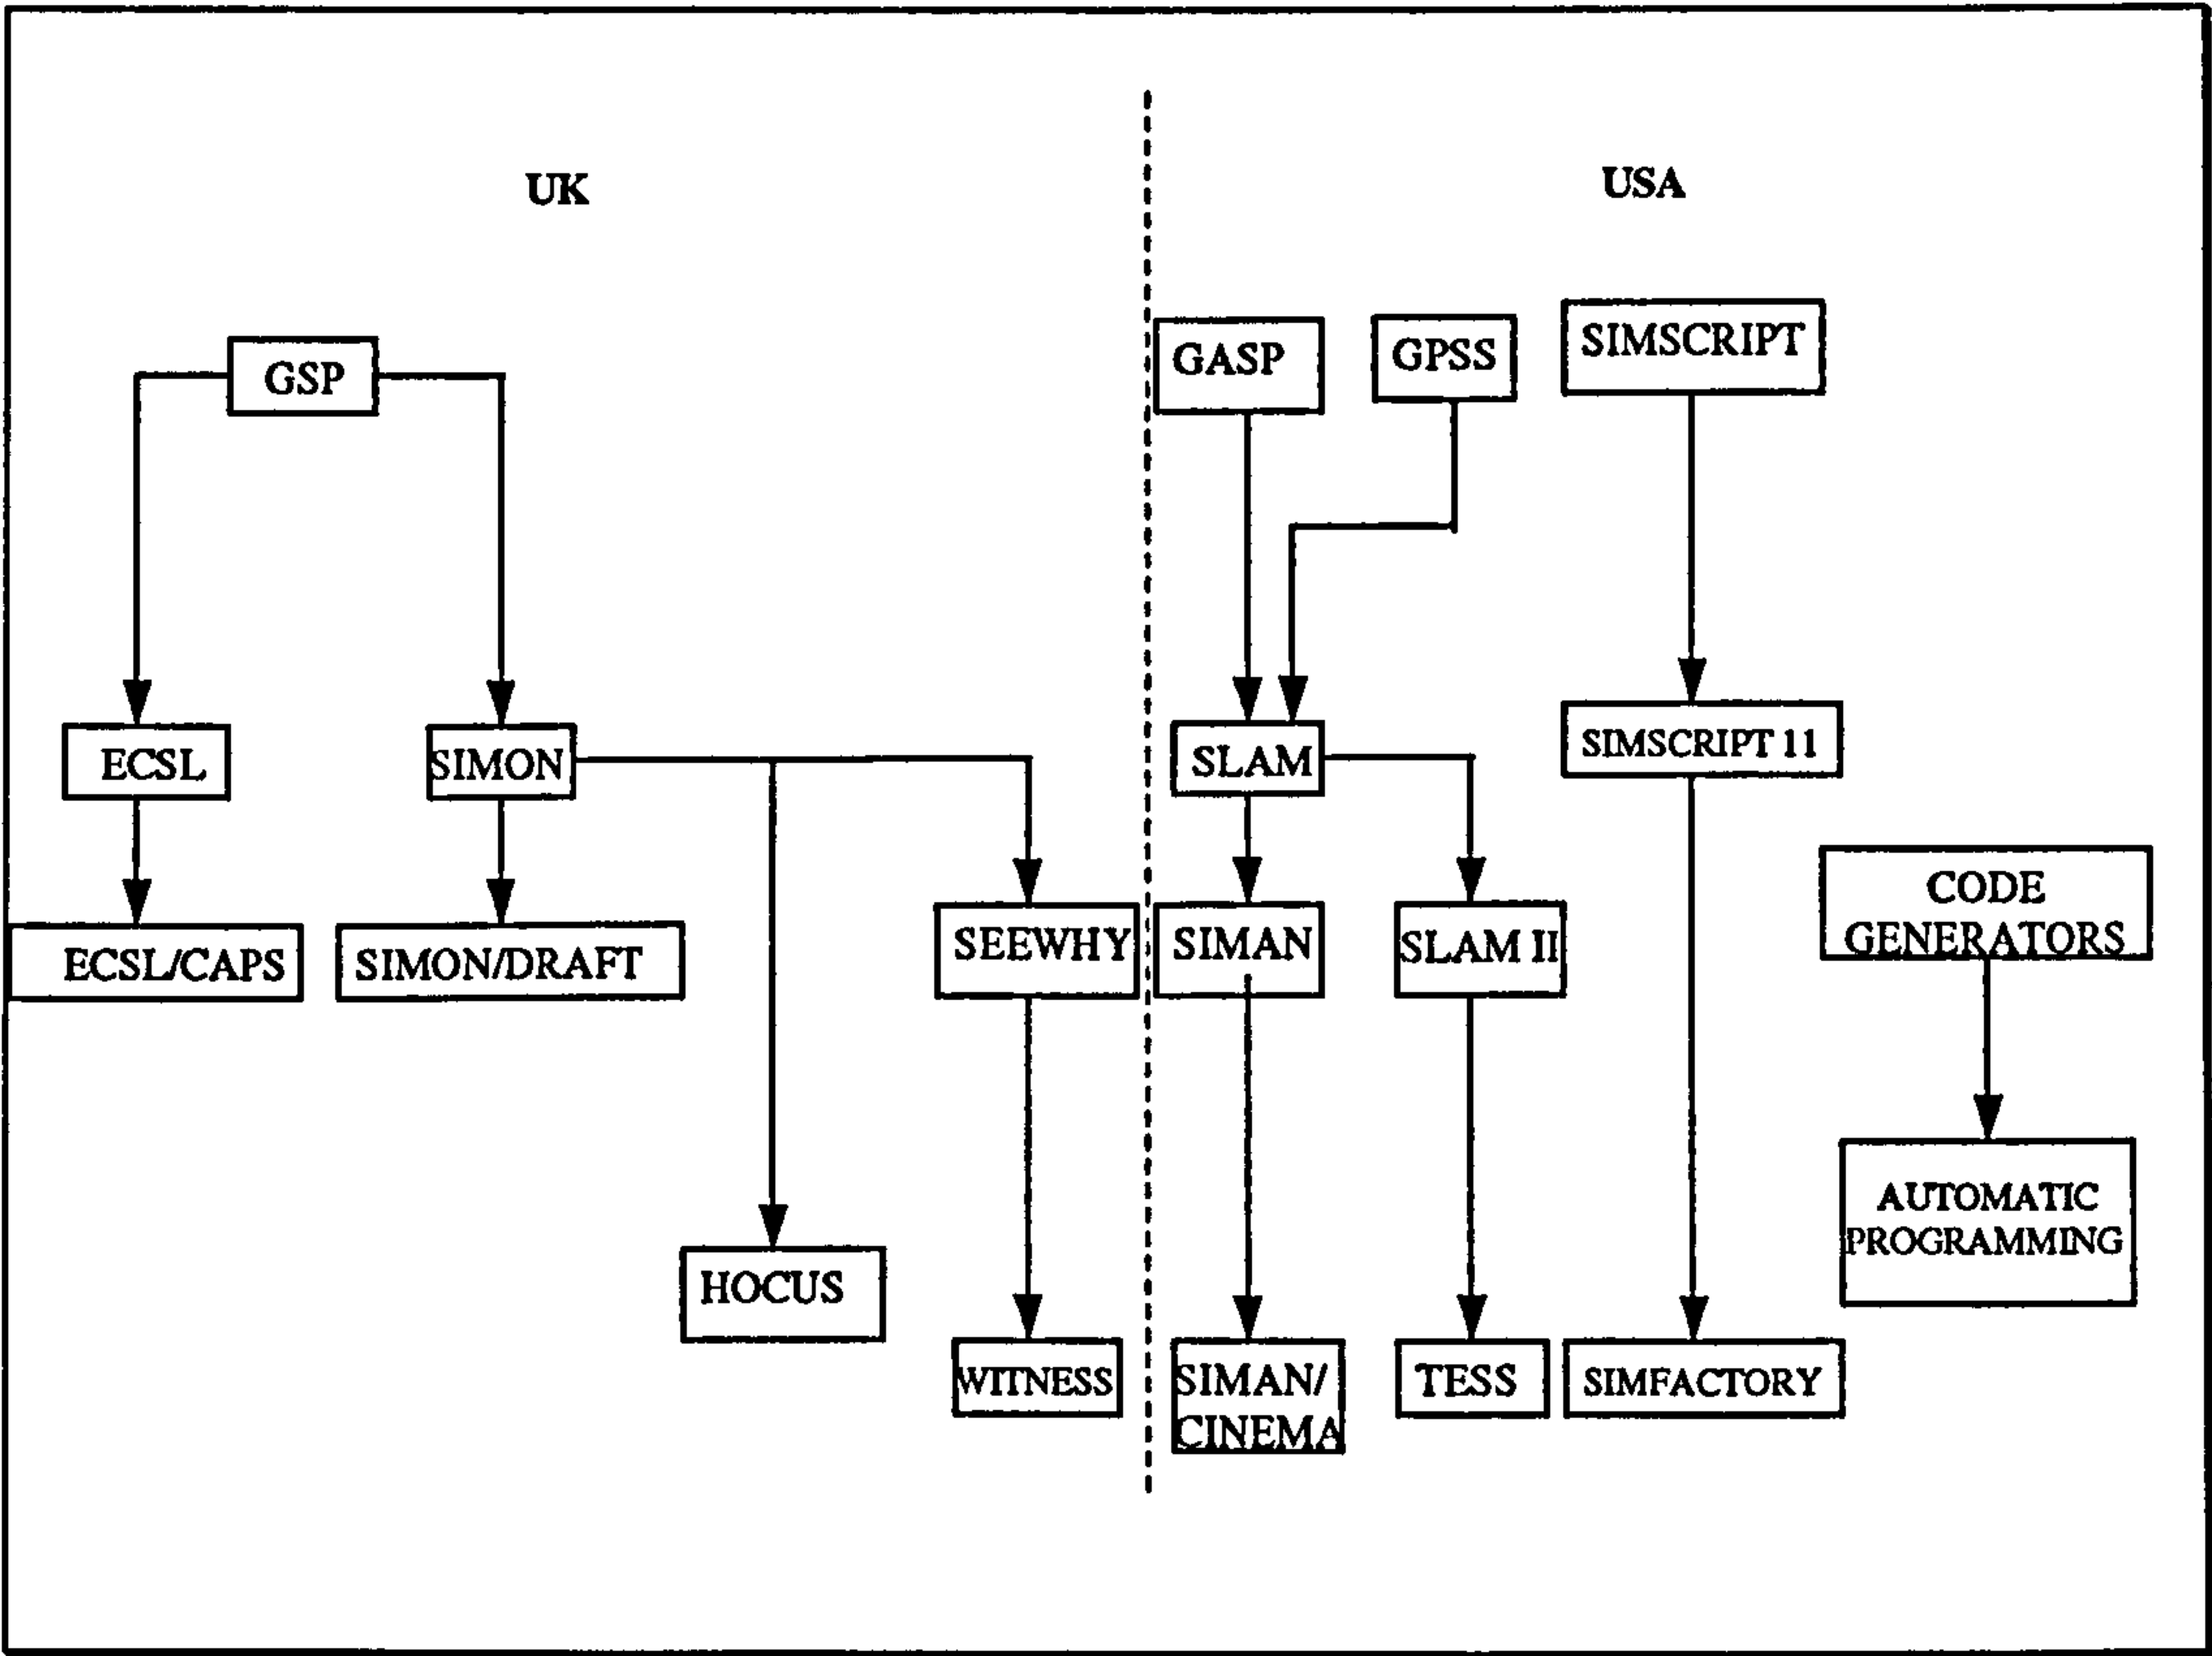 UK
USA
GSP
GASP
GPSS
SIMSCRIPT
ECSL
SIMON
SLAM
SIMSCRIPT 11
ECSL/CAPS
SIMON/DRAFT
SEEWHY
SIMAN
SLAM II
CODE
GENERATORS
HOCUS
AUTOMATIC
PROGRAMMING
WITNESS
SIMAN/
CINEMA
TESS
SIMFACTORY